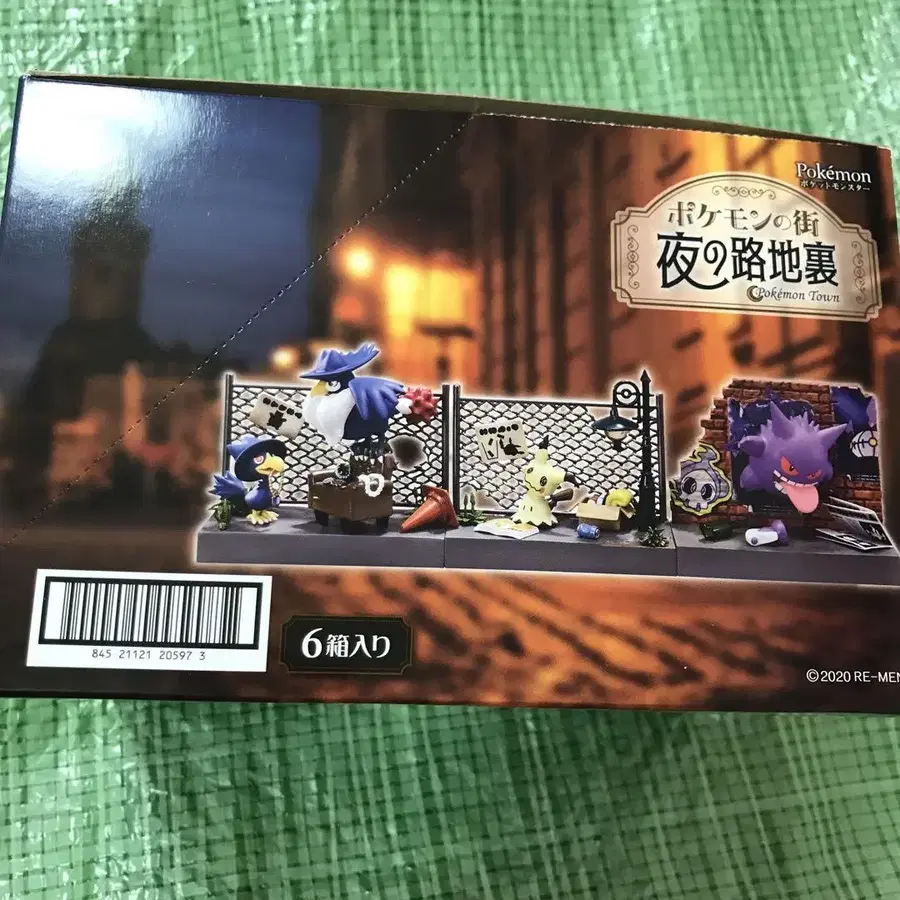 Pokémon
ポケットモンスター
ポケモンの街
夜の路地裏
Pokémon Town
845 21121 20597 3
6箱入り
©2020 RE-MEN